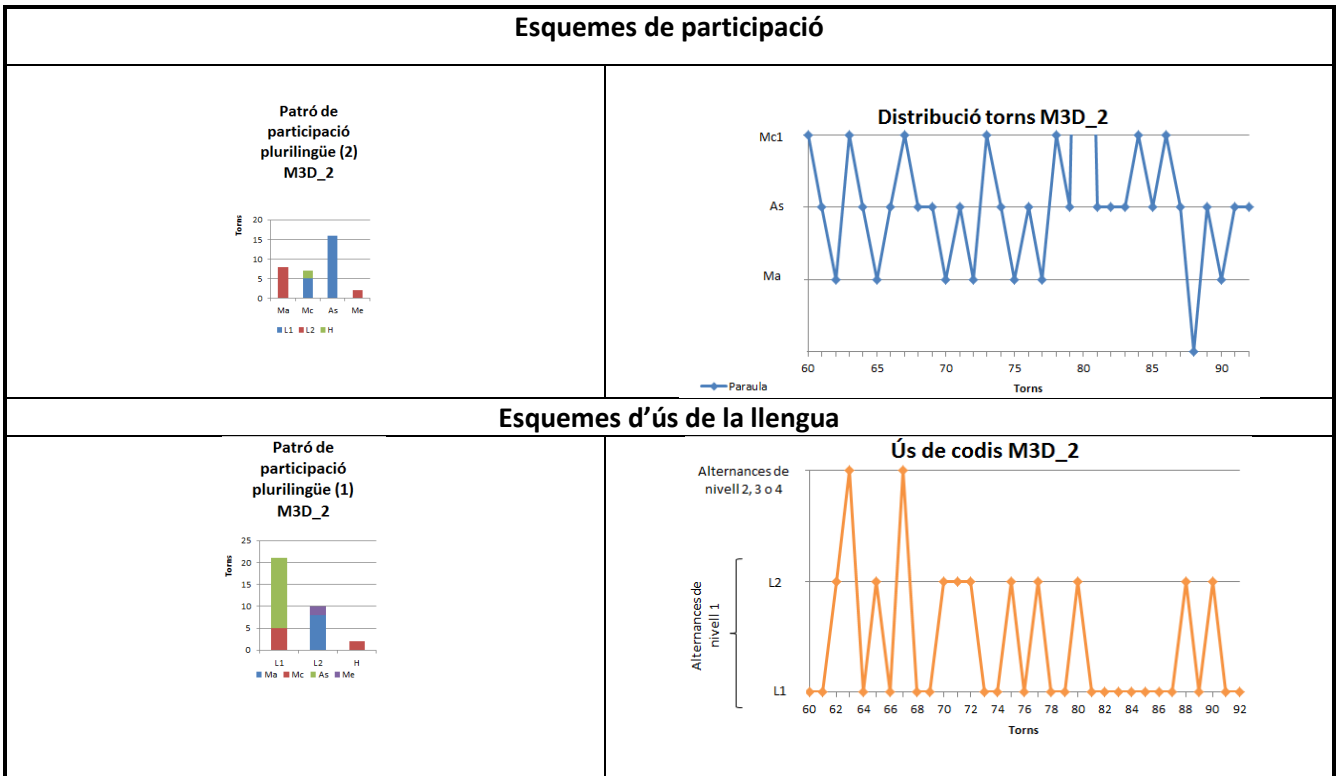 Esquemes de participació
Patró de
participació
plurilingüe (2)
M3D_2
Torns
20
15
10
5
0
Ma Mc As Me
L1 L2 H
Distribució torns M3D_2
Mc1
As
Ma
60 65 70 75 80 85 90
Paraula
Torns
Esquemes d'ús de la llengua
Patró de
participació
plurilingüe (1)
M3D_2
Torns
25
20
15
10
5
0
L1 L2 H
Ma Mc As Me
Ús de codis M3D_2
Alternances de
nivell 2, 3 o 4
L2
Alternances de
nivell 1
L1
60 62 64 66 68 70 72 74 76 78 80 82 84 86 88 90 92
Torns